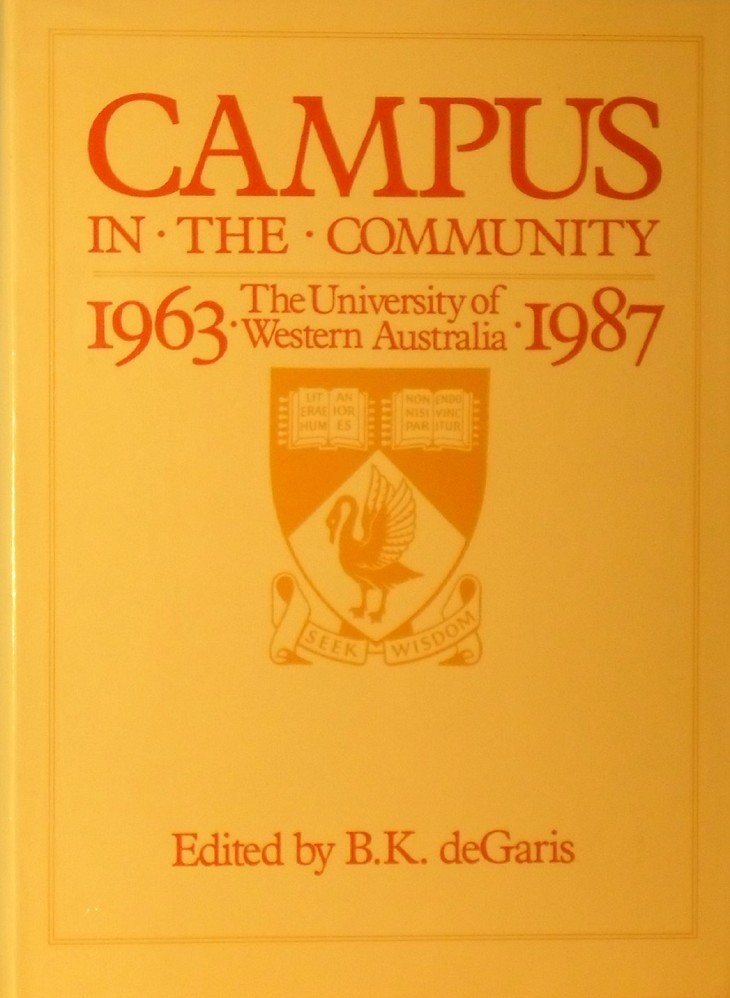 CAMPUS
IN · THE · COMMUNITY
1963 · The University of Western Australia · 1987
LIT ERAE HUM
AN IOR ES
NON NISI PAR
ENDO VINC ITUR
SEEK WISDOM
Edited by B.K. deGaris